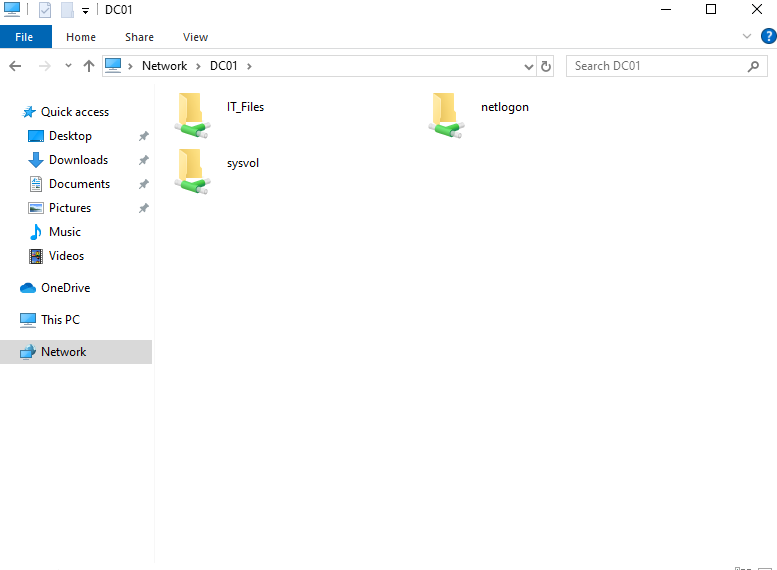 DC01
File Home Share View
Network DC01
Search DC01
Quick access
Desktop
Downloads
Documents
Pictures
Music
Videos
OneDrive
This PC
Network
IT_Files
netlogon
sysvol